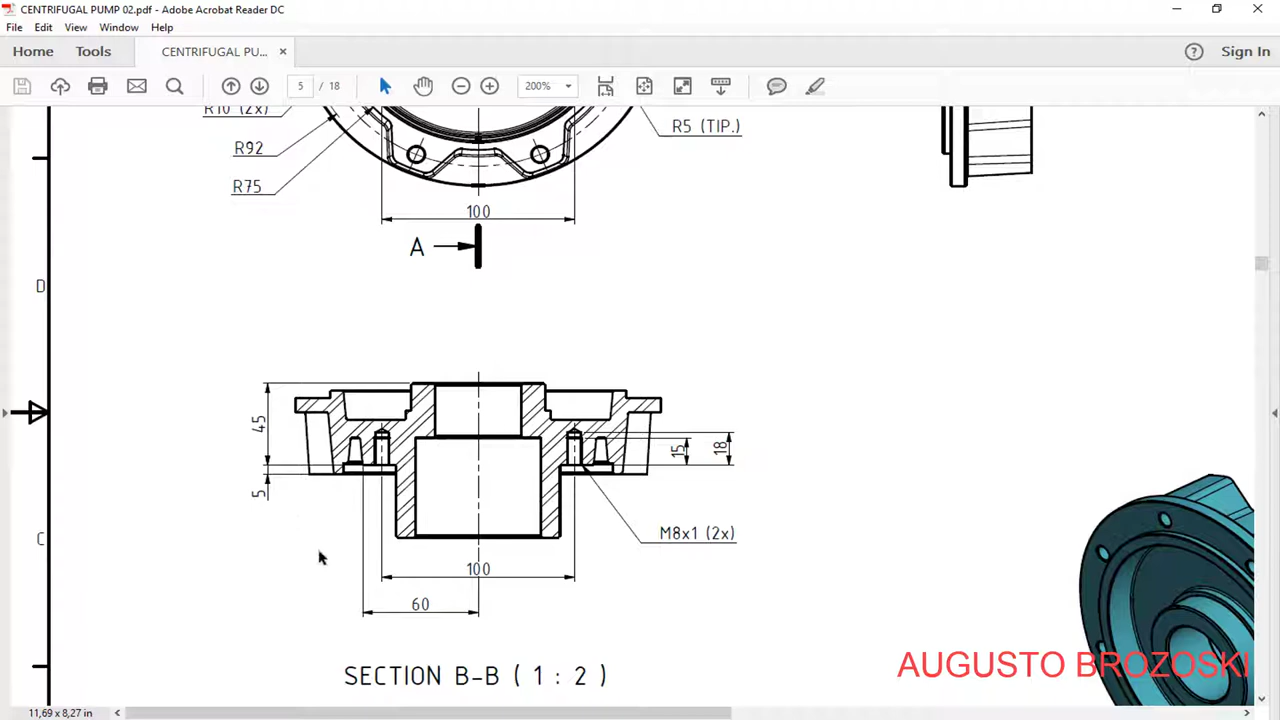 CENTRIFUGAL PUMP 02.pdf - Adobe Acrobat Reader DC
File Edit View Window Help
Home Tools CENTRIFUGAL PU... × Sign In
5 / 18 200%
R10 (2x)
R92
R75
R5 (TIP.)
100
A
D
45
5
15
18
M8x1 (2x)
C
100
60
SECTION B-B ( 1 : 2 )
AUGUSTO BROZOSKI
11,69 x 8,27 in